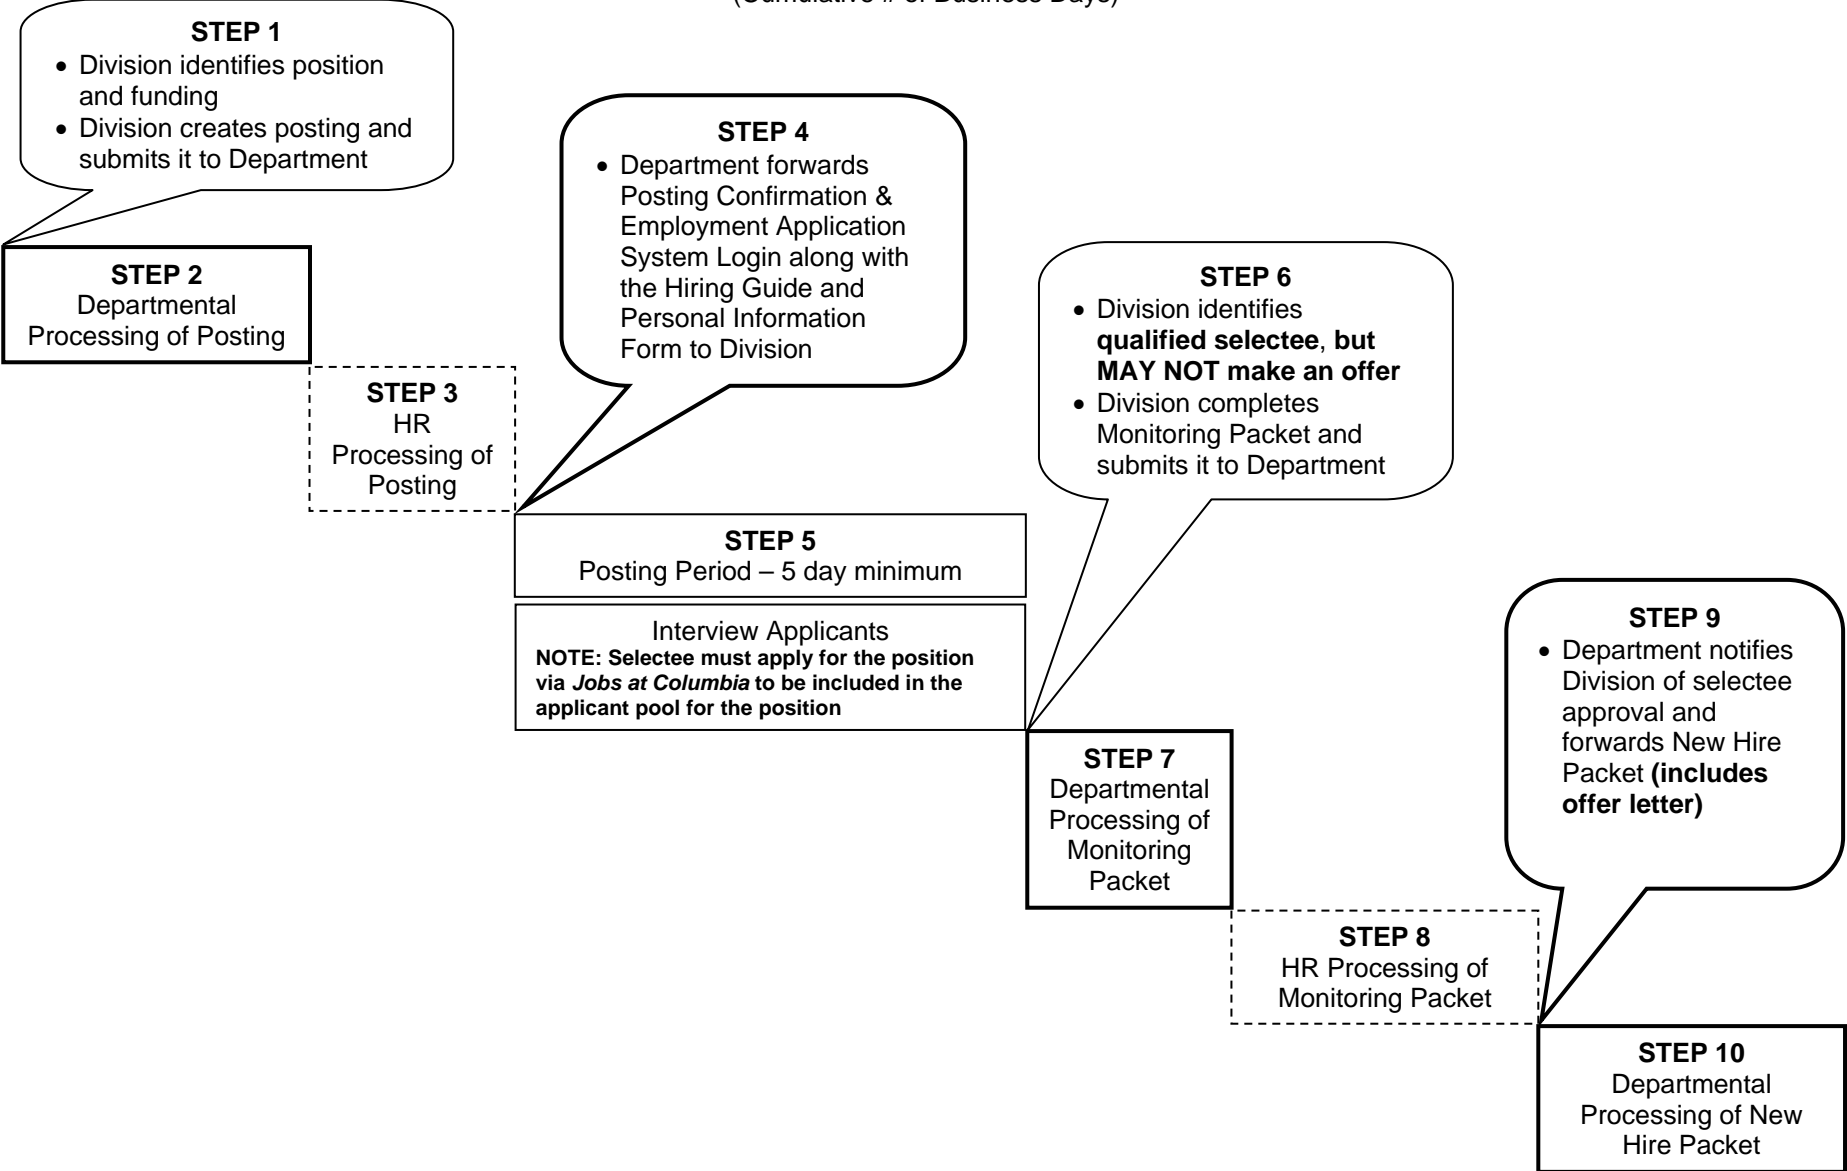 (Cumulative # of Business Days)
STEP 1
• Division identifies position
and funding
• Division creates posting and
submits it to Department
STEP 2
Departmental
Processing of Posting
STEP 3
HR
Processing of
Posting
STEP 4
• Department forwards
Posting Confirmation &
Employment Application
System Login along with
the Hiring Guide and
Personal Information
Form to Division
STEP 5
Posting Period – 5 day minimum
Interview Applicants
NOTE: Selectee must apply for the position
via Jobs at Columbia to be included in the
applicant pool for the position
STEP 6
• Division identifies
qualified selectee, but
MAY NOT make an offer
• Division completes
Monitoring Packet and
submits it to Department
STEP 7
Departmental
Processing of
Monitoring
Packet
STEP 8
HR Processing of
Monitoring Packet
STEP 9
• Department notifies
Division of selectee
approval and
forwards New Hire
Packet (includes
offer letter)
STEP 10
Departmental
Processing of New
Hire Packet